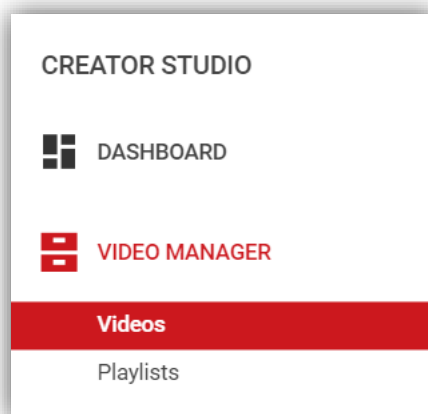 CREATOR STUDIO
DASHBOARD
VIDEO MANAGER
Videos
Playlists